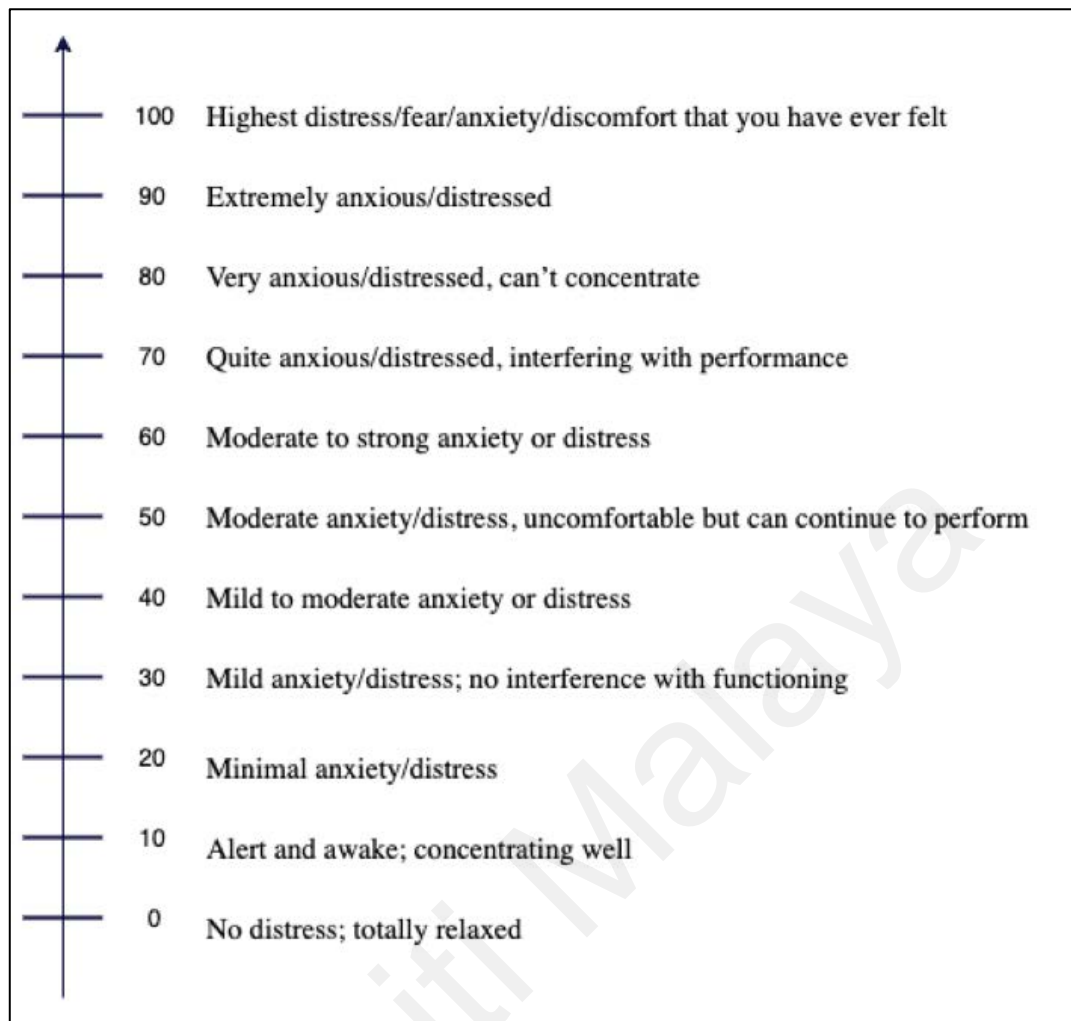 100 Highest distress/fear/anxiety/discomfort that you have ever felt
90 Extremely anxious/distressed
80 Very anxious/distressed, can't concentrate
70 Quite anxious/distressed, interfering with performance
60 Moderate to strong anxiety or distress
50 Moderate anxiety/distress, uncomfortable but can continue to perform
40 Mild to moderate anxiety or distress
30 Mild anxiety/distress; no interference with functioning
20 Minimal anxiety/distress
10 Alert and awake; concentrating well
0 No distress; totally relaxed
iti Malaya